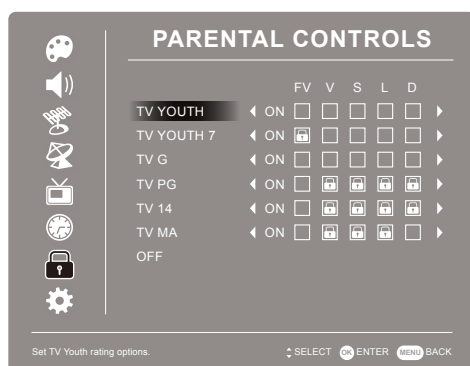 PARENTAL CONTROLS
FV V S L D
TV YOUTH ON
TV YOUTH 7 ON
TV G ON
TV PG ON
TV 14 ON
TV MA ON
OFF
Set TV Youth rating options. SELECT OK ENTER MENU BACK